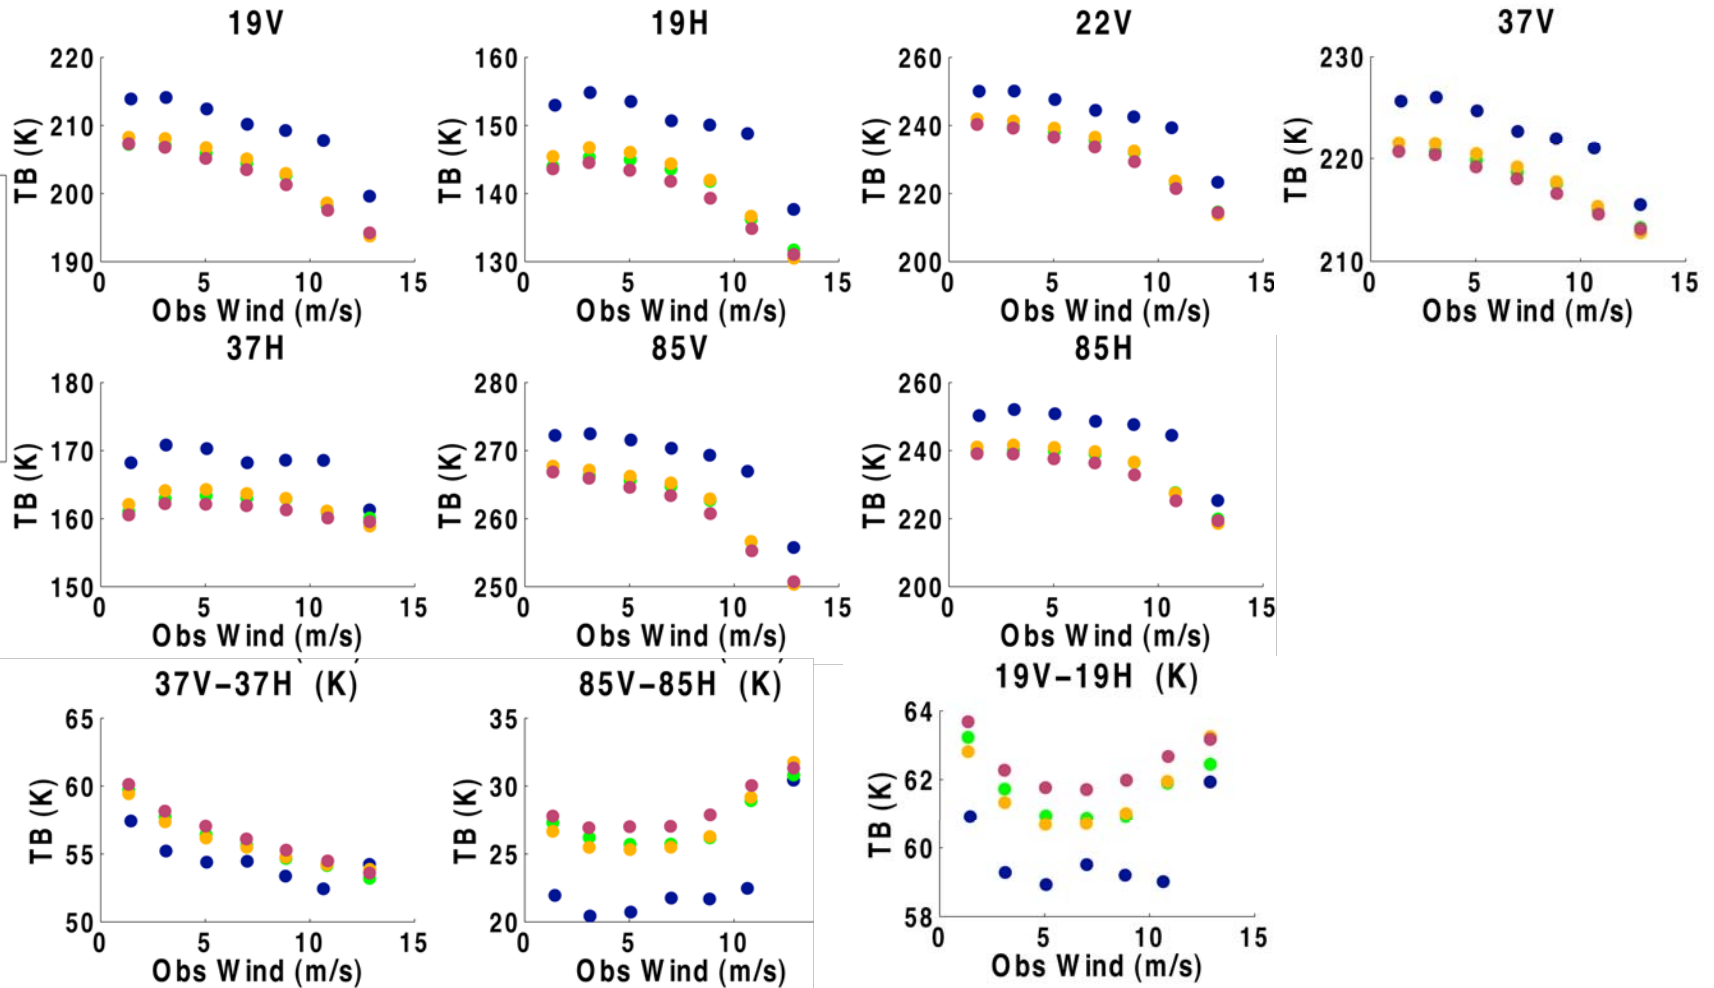 19V
19H
22V
37V
220
210
200
190
TB (K)
0
5
10
15
Obs Wind (m/s)
160
150
140
130
TB (K)
0
5
10
15
Obs Wind (m/s)
260
240
220
200
TB (K)
0
5
10
15
Obs Wind (m/s)
230
220
210
TB (K)
0
5
10
15
Obs Wind (m/s)
37H
85V
85H
180
170
160
150
TB (K)
0
5
10
15
Obs Wind (m/s)
280
270
260
250
TB (K)
0
5
10
15
Obs Wind (m/s)
260
240
220
200
TB (K)
0
5
10
15
Obs Wind (m/s)
37V−37H (K)
85V−85H (K)
19V−19H (K)
65
60
55
50
TB (K)
0
5
10
15
Obs Wind (m/s)
35
30
25
20
TB (K)
0
5
10
Obs Wind (m/s)
64
62
60
58
TB (K)
0
5
10
15
Obs Wind (m/s)